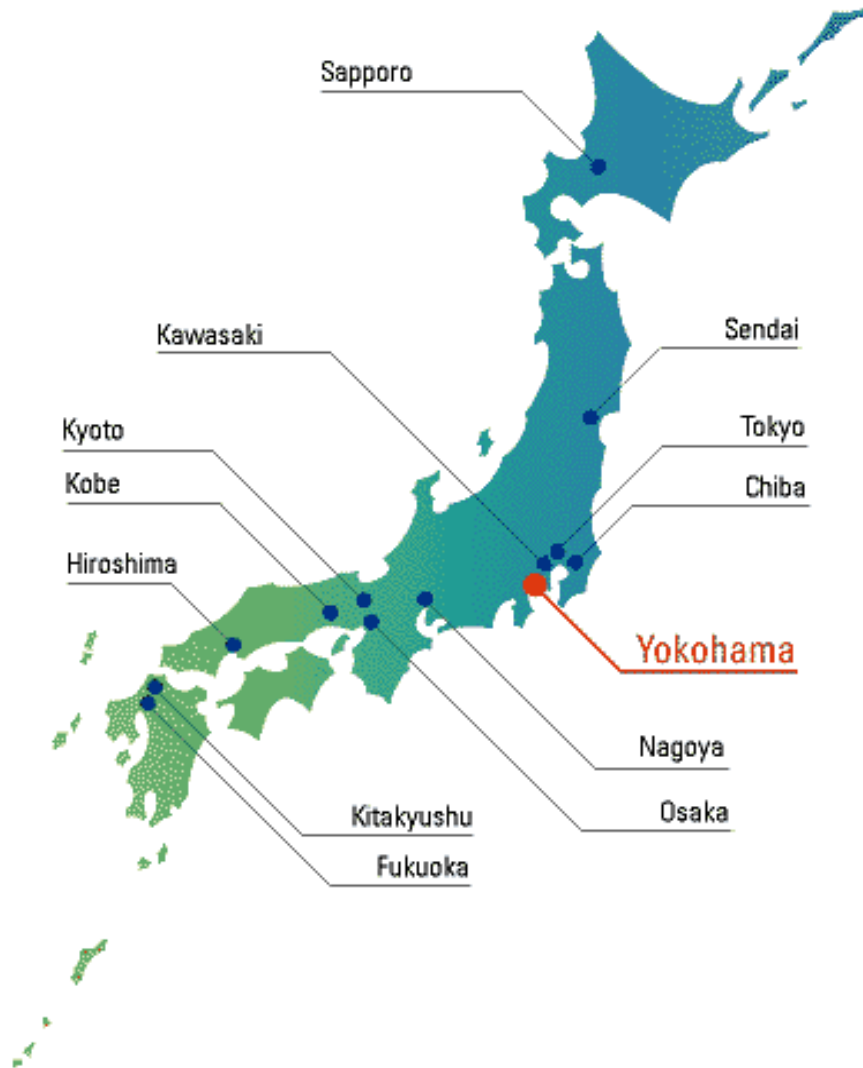 Sapporo
Kawasaki
Sendai
Kyoto
Tokyo
Kobe
Chiba
Hiroshima
Yokohama
Nagoya
Kitakyushu
Osaka
Fukuoka